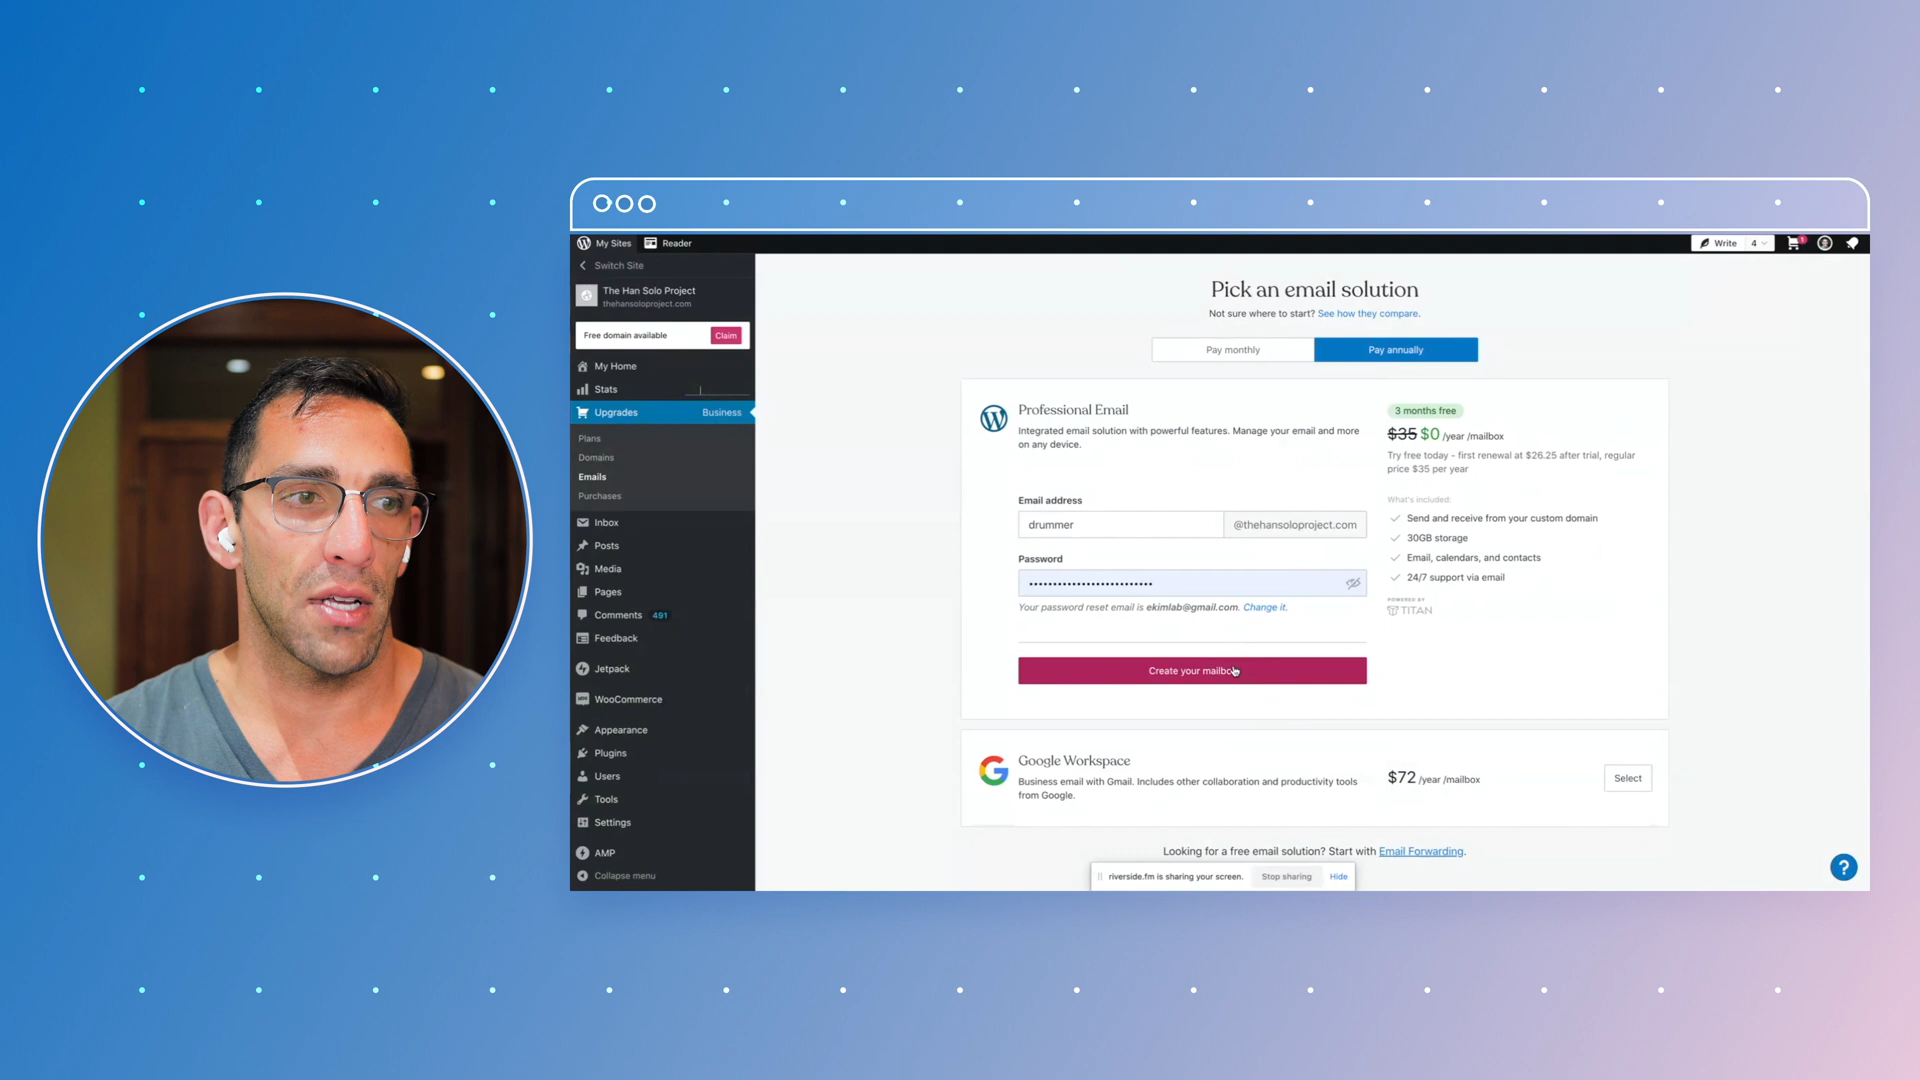 My Sites
Reader
Write
4
1
Switch Site
The Han Solo Project
thehansoloproject.com
Free domain available
Claim
My Home
Stats
Upgrades
Business
Plans
Domains
Emails
Purchases
Inbox
Posts
Media
Pages
Comments 491
Feedback
Jetpack
WooCommerce
Appearance
Plugins
Users
Tools
Settings
AMP
Collapse menu
Pick an email solution
Not sure where to start? See how they compare.
Pay monthly
Pay annually
Professional Email
Integrated email solution with powerful features. Manage your email and more
on any device.
Email address
drummer
@thehansoloproject.com
Password
Your password reset email is ekimlab@gmail.com. Change it.
Create your mailbox
3 months free
$35 $0 /year /mailbox
Try free today - first renewal at $26.25 after trial, regular
price $35 per year
What's included:
Send and receive from your custom domain
30GB storage
Email, calendars, and contacts
24/7 support via email
POWERED BY
TITAN
Google Workspace
Business email with Gmail. Includes other collaboration and productivity tools
from Google.
$72 /year /mailbox
Select
Looking for a free email solution? Start with Email Forwarding.
riverside.fm is sharing your screen.
Stop sharing
Hide
?